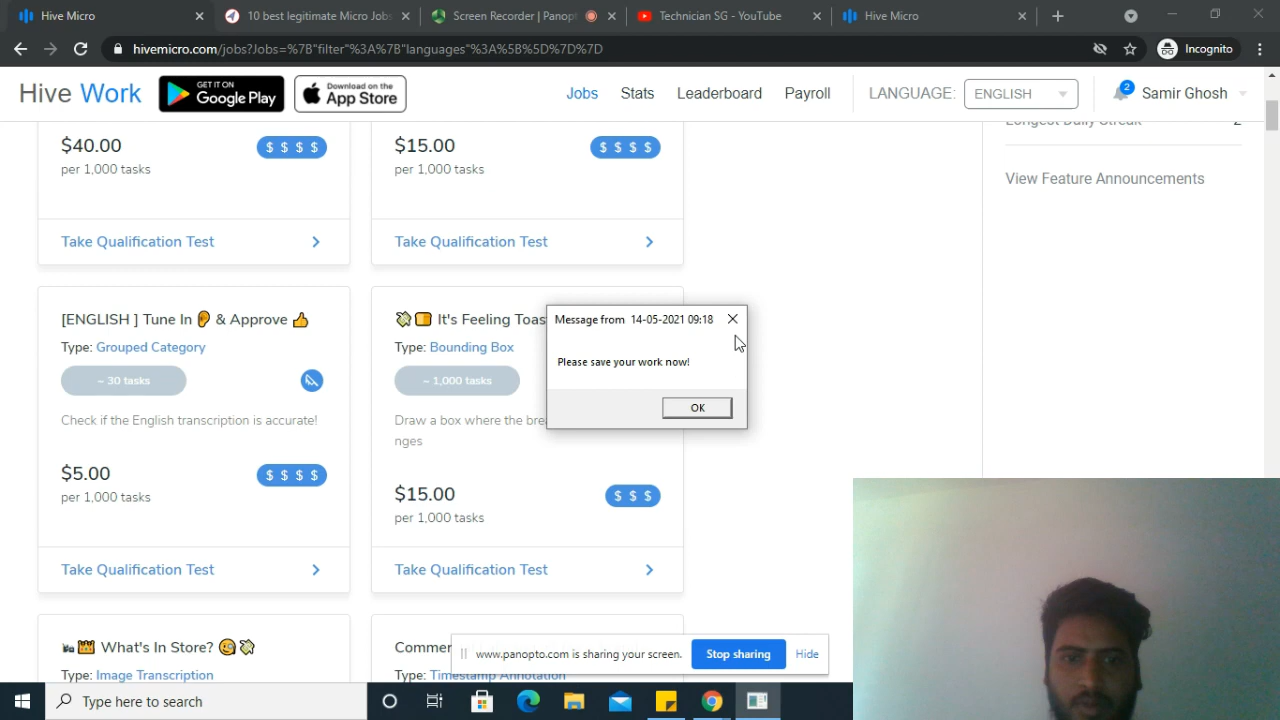 Hive Micro
10 best legitimate Micro Jobs
Screen Recorder | Panop
Technician SG - YouTube
Hive Micro
hivemicro.com/jobs?Jobs=%7B"filter"%3A%7B"languages"%3A%5B%5D%7D%7D
Incognito
Hive Work
GET IT ON
Google Play
Download on the
App Store
Jobs
Stats
Leaderboard
Payroll
LANGUAGE:
ENGLISH
2
Samir Ghosh
$40.00
$ $ $ $
per 1,000 tasks
Take Qualification Test
$15.00
$ $ $ $
per 1,000 tasks
Take Qualification Test
Longest Daily Streak
2
View Feature Announcements
[ENGLISH ] Tune In 👂 & Approve 👍
Type: Grouped Category
~ 30 tasks
Check if the English transcription is accurate!
$5.00
$ $ $ $
per 1,000 tasks
Take Qualification Test
💸🍞 It's Feeling Toas
Type: Bounding Box
~ 1,000 tasks
Draw a box where the bre
nges
$15.00
$ $ $
per 1,000 tasks
Take Qualification Test
Message from 14-05-2021 09:18
Please save your work now!
OK
What's In Store?
Type: Image Transcription
Comme
Type: Timestamp Annotation
www.panopto.com is sharing your screen.
Stop sharing
Hide
Type here to search